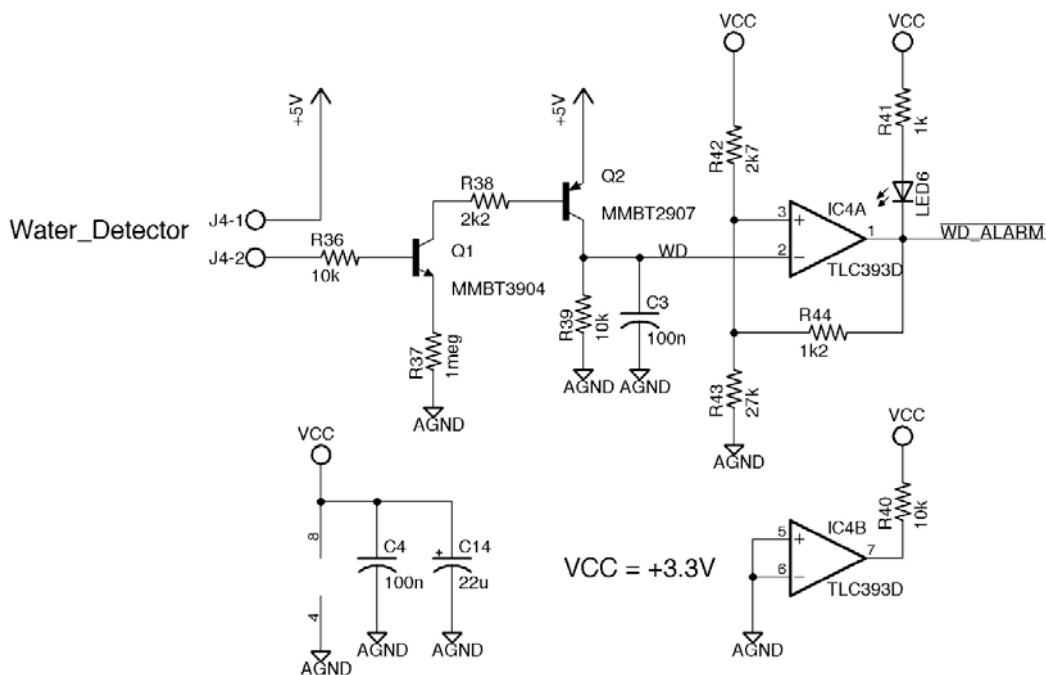 VCC
VCC
+5V
+5V
R41
1k
R42
2k7
LED6
R38
2k2
Q2
MMBT2907
IC4A
3
+
1
WD_ALARM
2
−
TLC393D
Water_Detector
J4-1
J4-2
R36
10k
Q1
MMBT3904
WD
R39
10k
C3
100n
R44
1k2
R37
1meg
AGND
AGND
AGND
R43
27k
AGND
VCC
VCC
R40
10k
8
4
C4
100n
+
C14
22u
VCC = +3.3V
5
+
6
−
IC4B
7
TLC393D
AGND
AGND
AGND
AGND